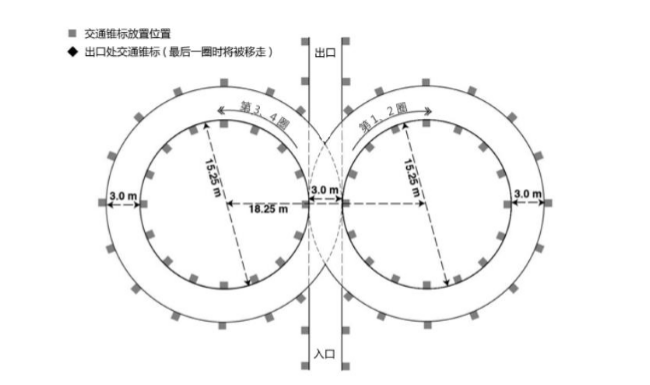 交通锥标放置位置
出口处交通锥标（最后一圈时将被移走）
出口
第3、4圈
第1、2圈
15.25 m
15.25 m
3.0 m
3.0 m
3.0 m
18.25 m
入口